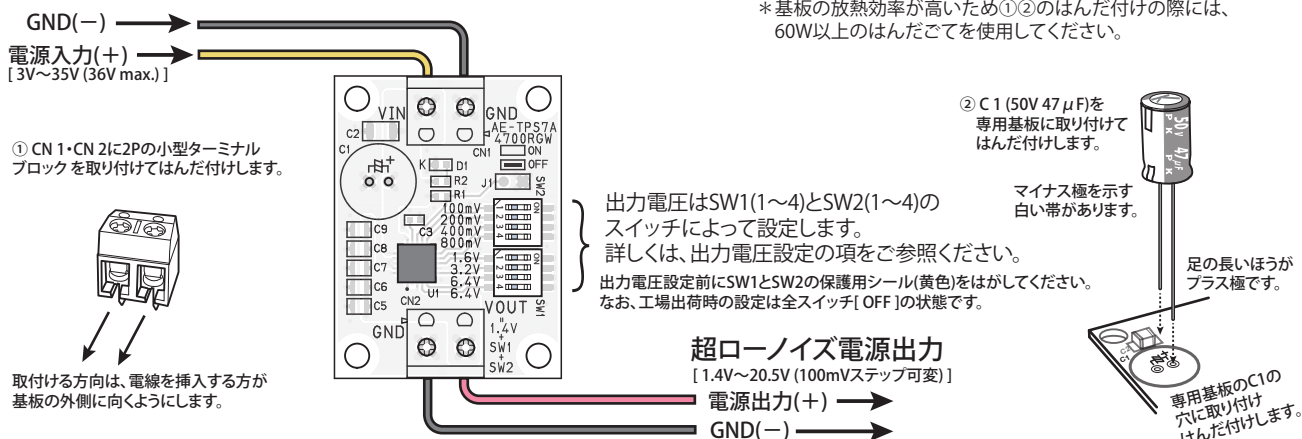 ＊基板の放熱効率が高いため①②のはんだ付けの際には、
60W以上のはんだごてを使用してください。
GND(−)
電源入力(＋)
[ 3V～35V (36V max.) ]
① CN 1・CN 2に2Pの小型ターミナル
ブロック を取り付けてはんだ付けします。
取付ける方向は、電線を挿入する方が
基板の外側に向くようにします。
VIN
GND
AE-TPS7A
4700RGW
C2
C1
+
CN1
ON
OFF
K
D1
R2
R1
J1
SW2
100mV
200mV
400mV
800mV
1 2 3 4
ON
C3
C9
C8
C7
C6
C5
1.6V
3.2V
6.4V
6.4V
1 2 3 4
ON
U1
CN2
SW1
VOUT
=
1.4V
+
SW1
+
SW2
GND
出力電圧はSW1(1～4)とSW2(1～4)の
スイッチによって設定します。
詳しくは、出力電圧設定の項をご参照ください。
出力電圧設定前にSW1とSW2の保護用シール(黄色)をはがしてください。
なお、工場出荷時の設定は全スイッチ[ OFF ]の状態です。
超ローノイズ電源出力
[ 1.4V～20.5V (100mVステップ可変) ]
電源出力(＋)
GND(−)
② C 1 (50V 47μF)を
専用基板に取り付けて
はんだ付けします。
50V 47μF
P K P K
マイナス極を示す
白い帯があります。
足の長いほうが
プラス極です。
C1
専用基板のC1の
穴に取り付け
はんだ付けします。